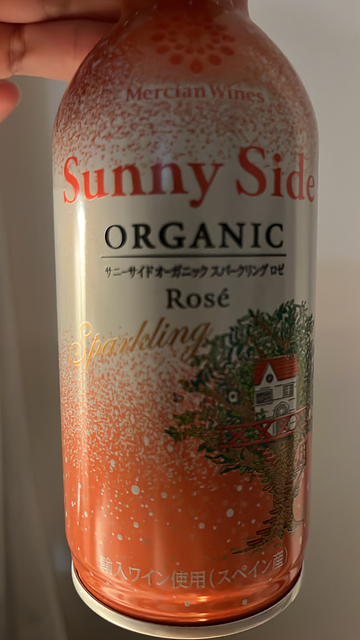 Mercian Wines
Sunny Side
ORGANIC
サニーサイド オーガニック スパークリング ロゼ
Rosé
Sparkling
輸入ワイン使用(スペイン産)